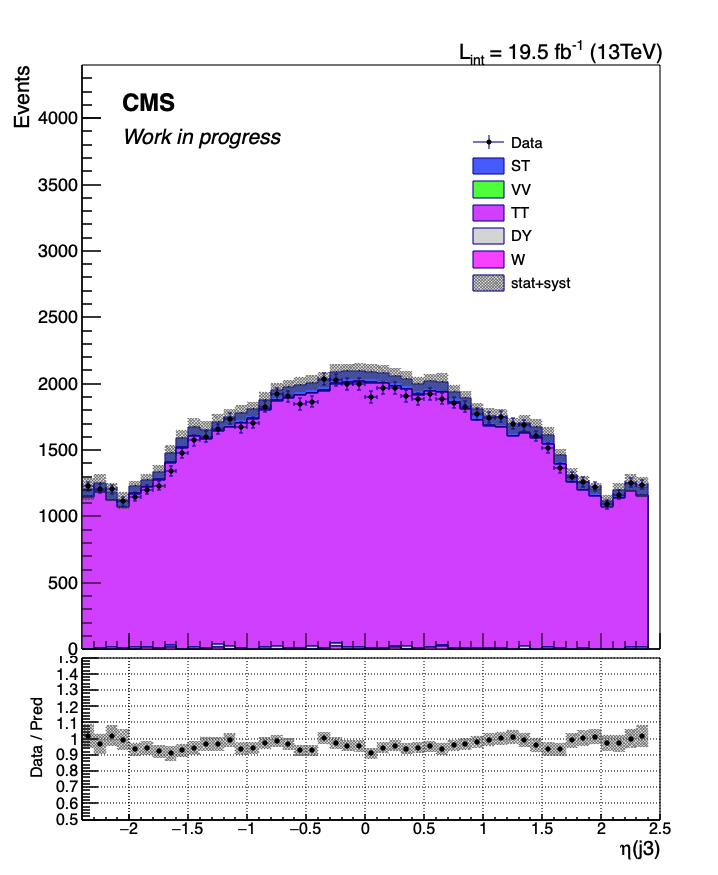 L_int = 19.5 fb⁻¹ (13TeV)
Events
CMS
Work in progress
Data
ST
VV
TT
DY
W
stat+syst
4000
3500
3000
2500
2000
1500
1000
500
0
Data / Pred
1.5
1.4
1.3
1.2
1.1
1
0.9
0.8
0.7
0.6
0.5
−2 −1.5 −1 −0.5 0 0.5 1 1.5 2 2.5
η(j3)